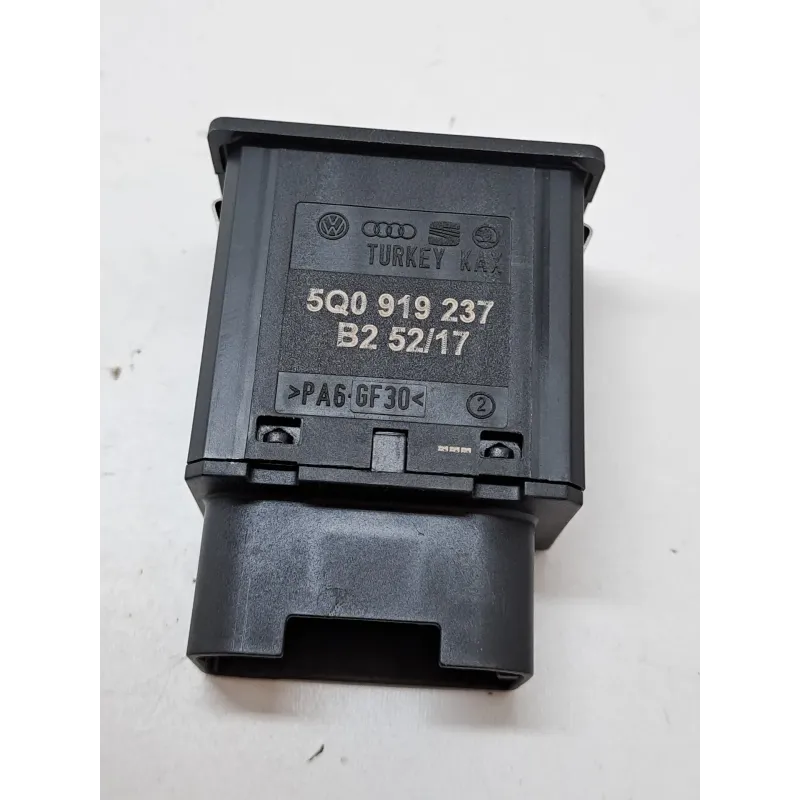 TURKEY KAX
5Q0 919 237
B2 52/17
>PA6-GF30<
2